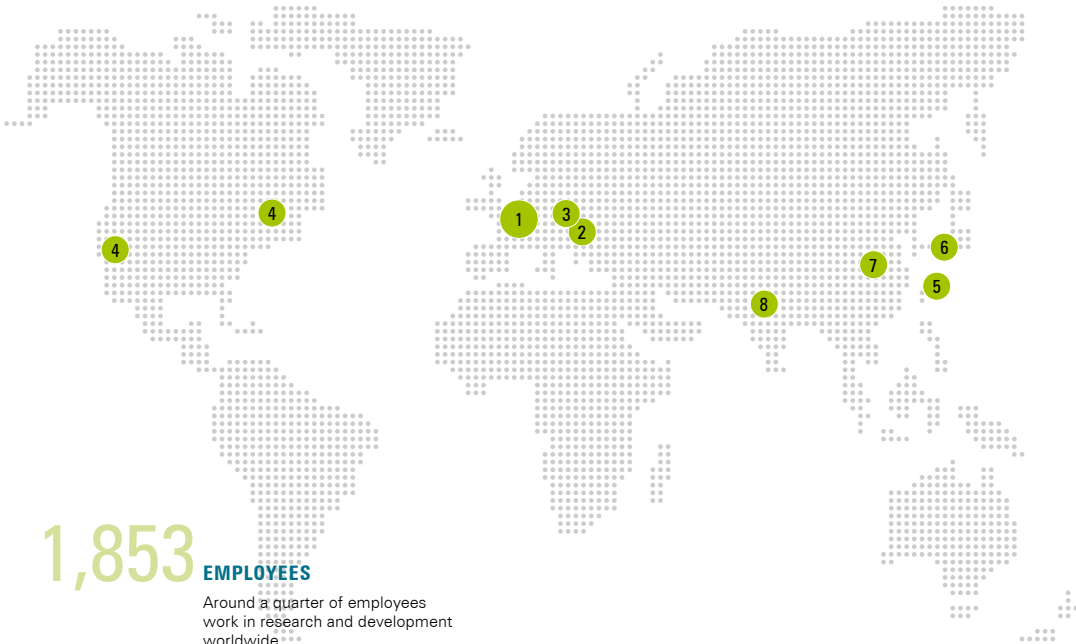 4
1
3
2
4
6
7
5
8
1,853
EMPLOYEES
Around a quarter of employees
work in research and development
worldwide